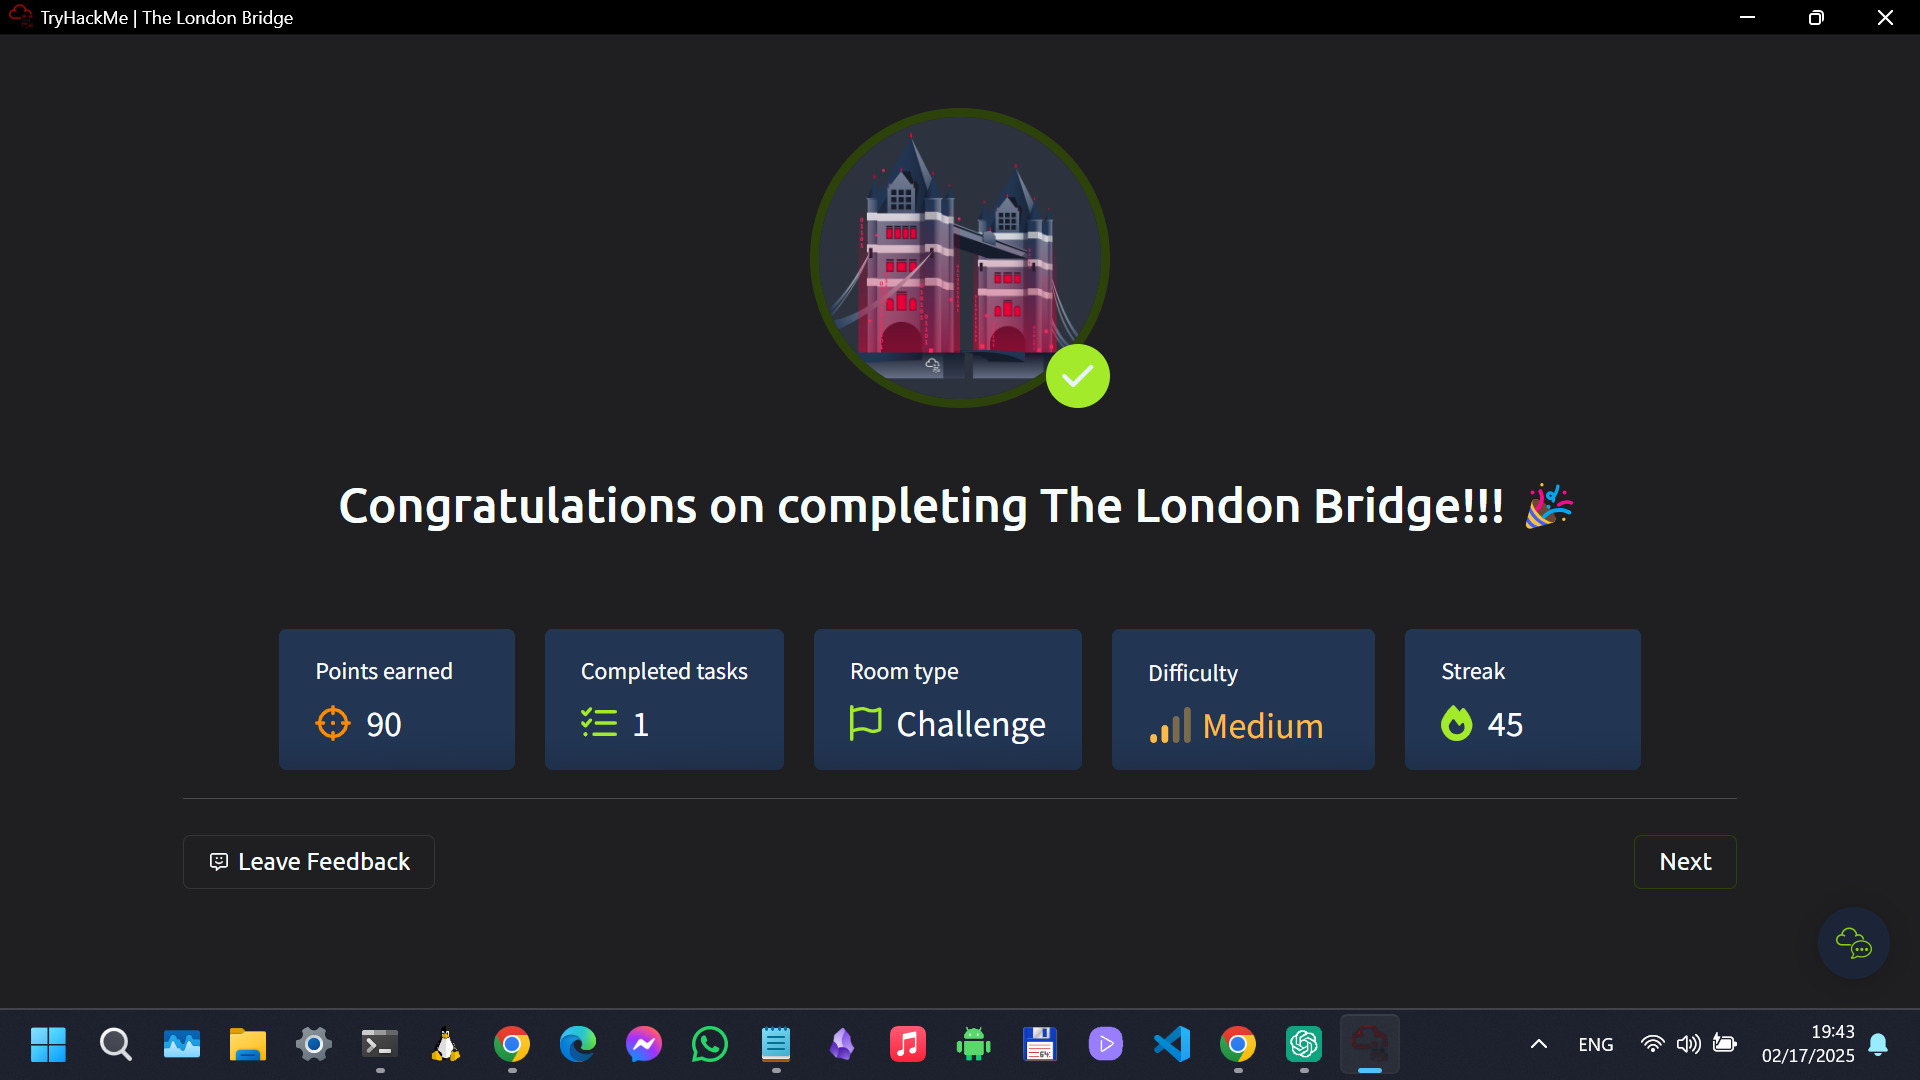 TryHackMe | The London Bridge
Congratulations on completing The London Bridge!!! 🎉
Points earned
90
Completed tasks
1
Room type
Challenge
Difficulty
Medium
Streak
45
Leave Feedback
Next
64
ENG
19:43
02/17/2025